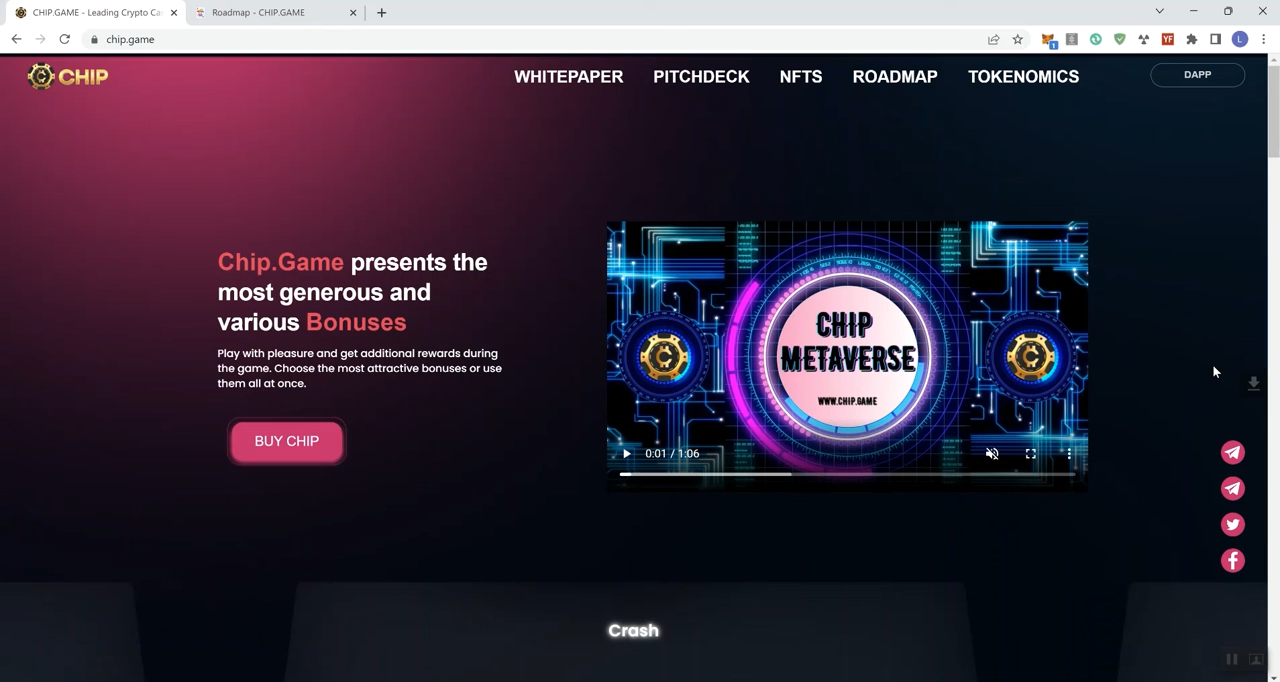 CHIP.GAME - Leading Crypto Ca
Roadmap - CHIP.GAME
chip.game
1
YF
L
CHIP
WHITEPAPER
PITCHDECK
NFTS
ROADMAP
TOKENOMICS
DAPP
Chip.Game presents the
most generous and
various Bonuses
Play with pleasure and get additional rewards during
the game. Choose the most attractive bonuses or use
them all at once.
BUY CHIP
CHIP
METAVERSE
WWW.CHIP.GAME
0:01 / 1:06
Crash